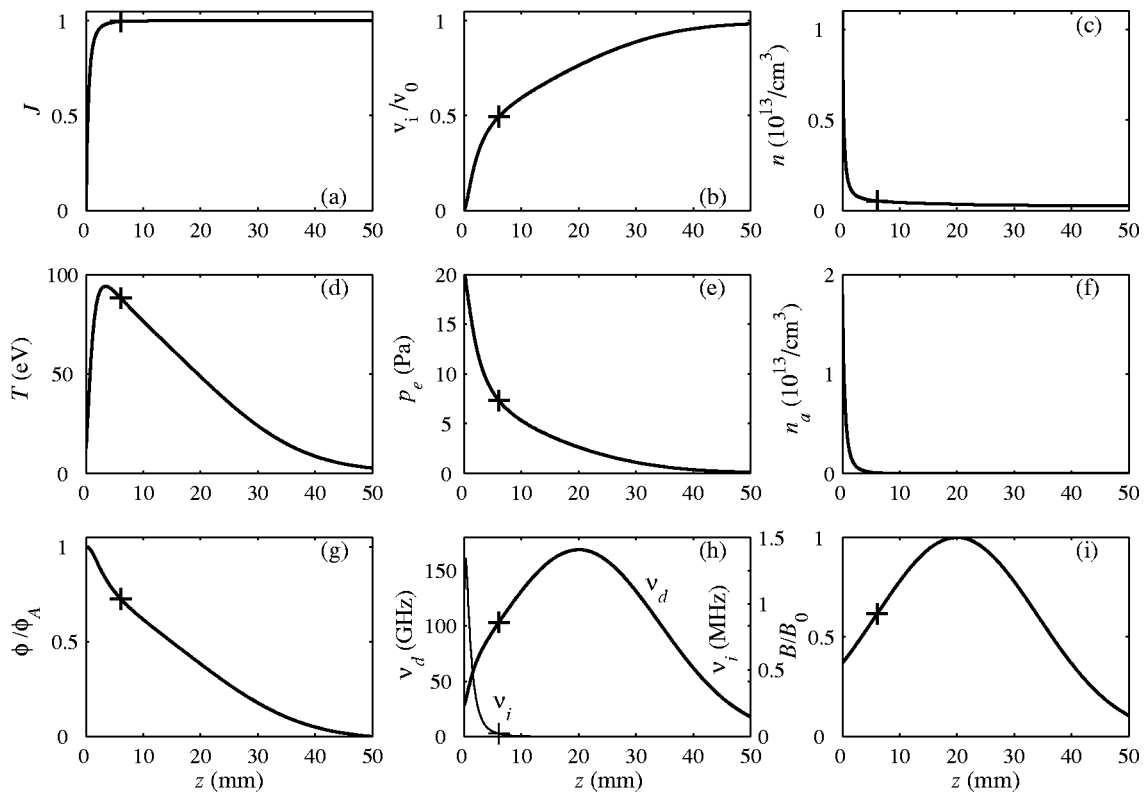 J
1
0.5
0
0 10 20 30 40 50
(a)
v_i/v_0
1
0.5
0
0 10 20 30 40 50
(b)
n (10^13/cm^3)
1
0.5
0
0 10 20 30 40 50
(c)
T (eV)
100
50
0
0 10 20 30 40 50
(d)
p_e (Pa)
20
15
10
5
0
0 10 20 30 40 50
(e)
n_a (10^13/cm^3)
2
1
0
0 10 20 30 40 50
(f)
ϕ/ϕ_A
1
0.5
0
0 10 20 30 40 50
z (mm)
(g)
ν_d (GHz)
150
100
50
0
0 10 20 30 40 50
z (mm)
(h)
ν_d
ν_i
ν_i (MHz)
1.5
1
0.5
0
B/B_0
1
0.5
0
0 10 20 30 40 50
z (mm)
(i)